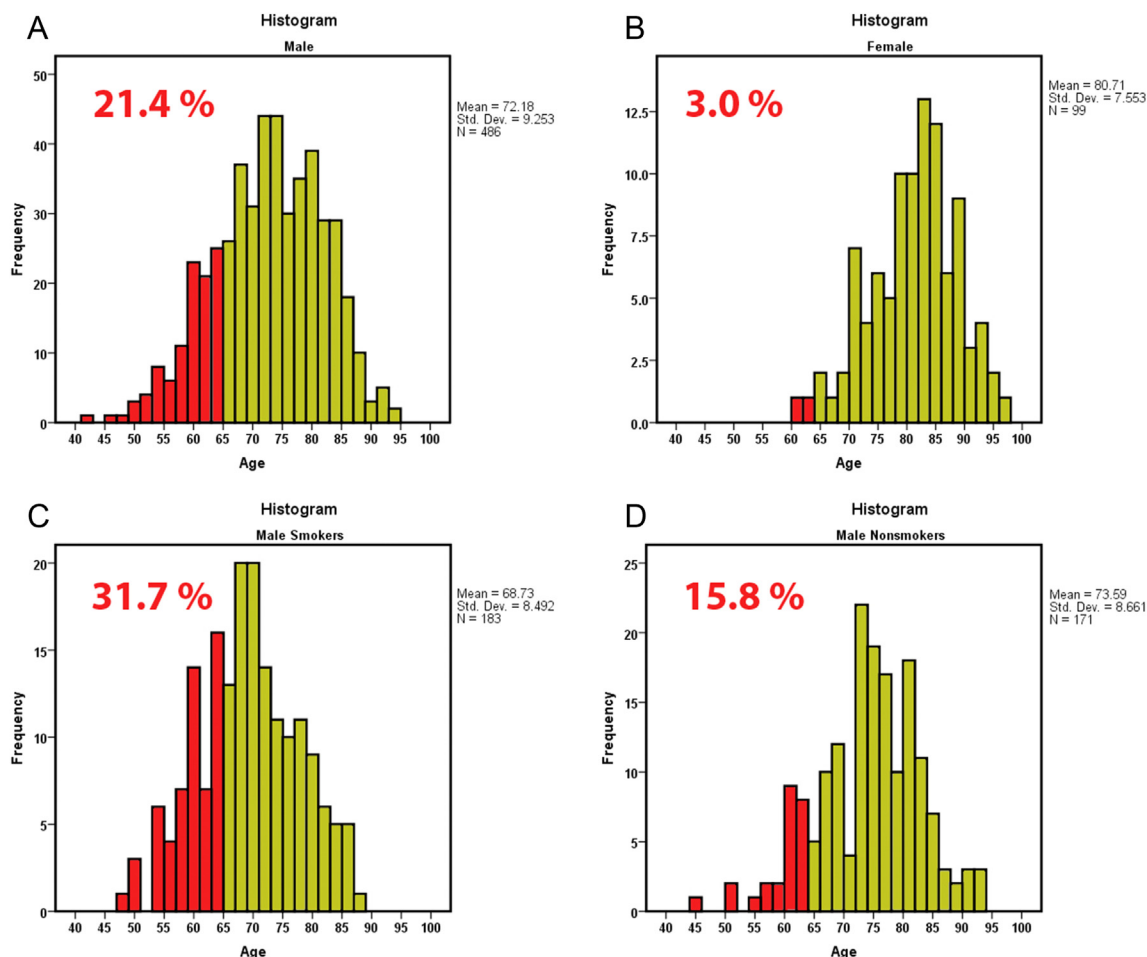 A
Histogram
Male
21.4 %
Mean = 72.18
Std. Dev. = 9.253
N = 486
Frequency
50
40
30
20
10
0
40 45 50 55 60 65 70 75 80 85 90 95 100
Age
B
Histogram
Female
3.0 %
Mean = 80.71
Std. Dev. = 7.553
N = 99
Frequency
12.5
10.0
7.5
5.0
2.5
0.0
40 45 50 55 60 65 70 75 80 85 90 95 100
Age
C
Histogram
Male Smokers
31.7 %
Mean = 68.73
Std. Dev. = 8.492
N = 183
Frequency
20
15
10
5
0
40 45 50 55 60 65 70 75 80 85 90 95 100
Age
D
Histogram
Male Nonsmokers
15.8 %
Mean = 73.59
Std. Dev. = 8.661
N = 171
Frequency
25
20
15
10
5
0
40 45 50 55 60 65 70 75 80 85 90 95 100
Age